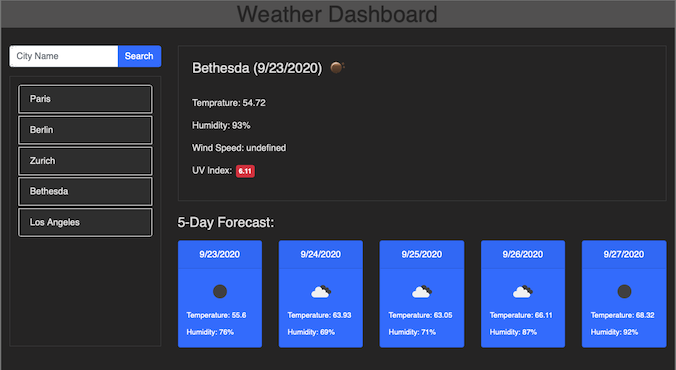 Weather Dashboard
City Name
Search
Paris
Berlin
Zurich
Bethesda
Los Angeles
Bethesda (9/23/2020)
Temprature: 54.72
Humidity: 93%
Wind Speed: undefined
UV Index: 6.11
5-Day Forecast:
9/23/2020
Temperature: 55.6
Humidity: 76%
9/24/2020
Temperature: 63.93
Humidity: 69%
9/25/2020
Temperature: 63.05
Humidity: 71%
9/26/2020
Temperature: 66.11
Humidity: 87%
9/27/2020
Temperature: 68.32
Humidity: 92%